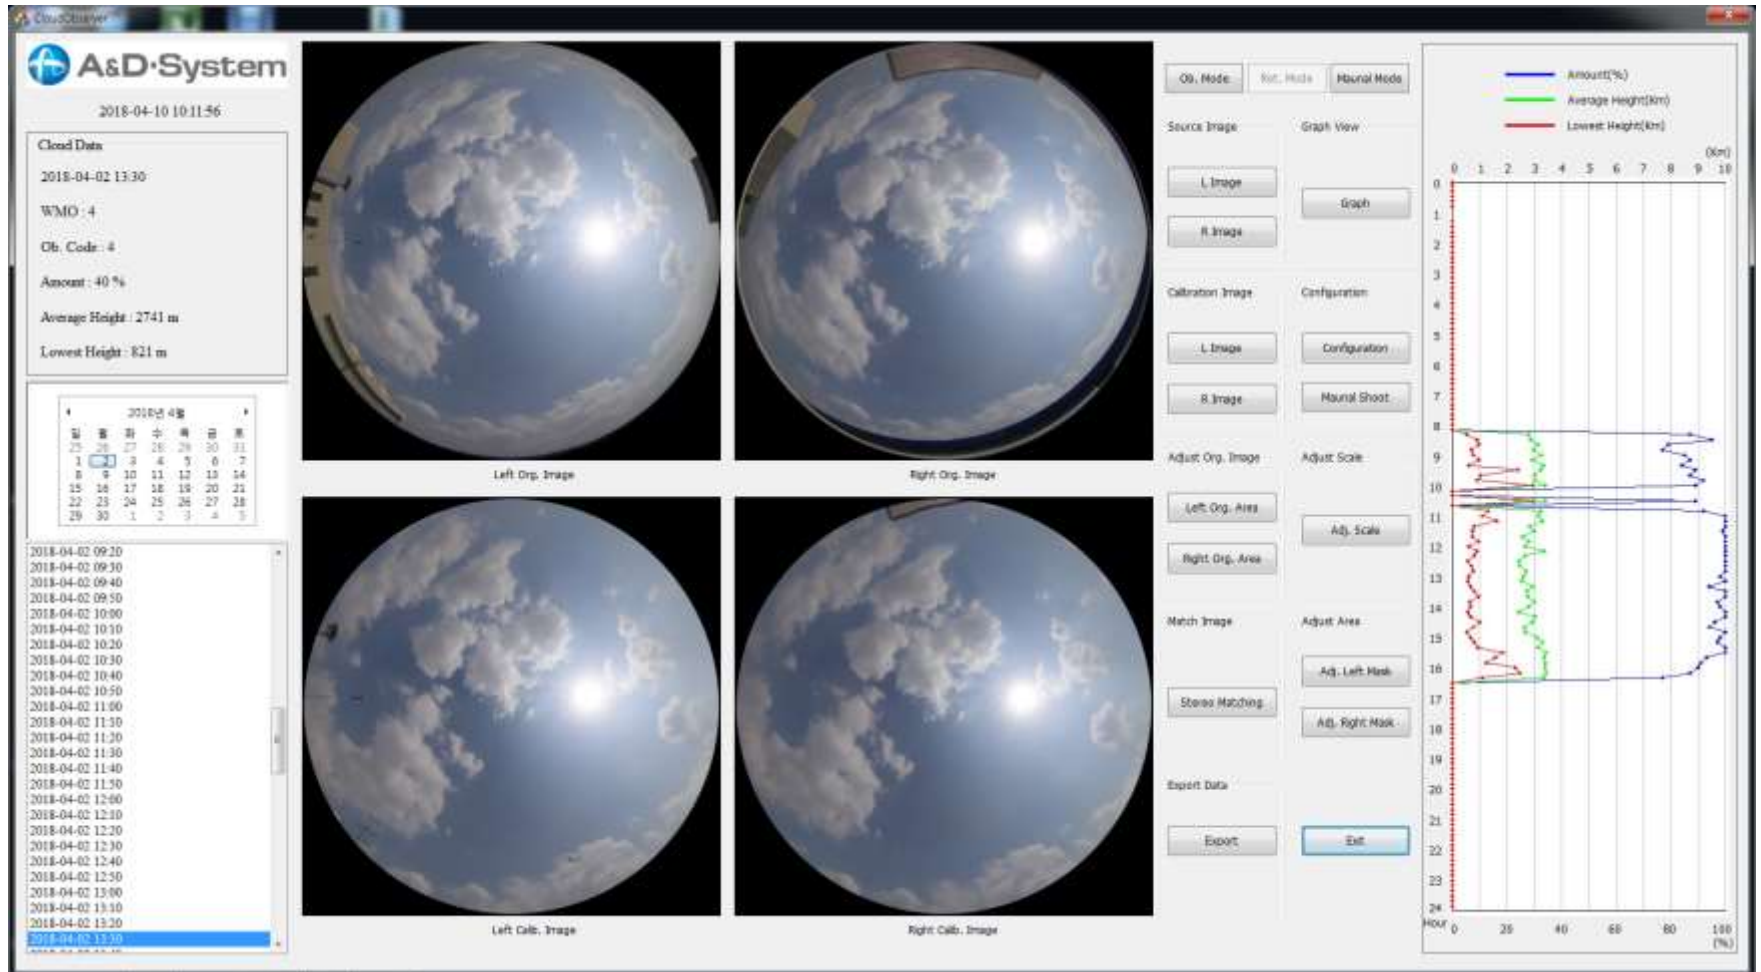 CloudObserver
A&D·System
2018-04-10 10:11:56
Cloud Data
2018-04-02 13:30
WMO : 4
Ob. Code : 4
Amount : 40 %
Average Height : 2741 m
Lowest Height : 821 m
2018년 4월
일 월 화 수 목 금 토
25 26 27 28 29 30 31
1 2 3 4 5 6 7
8 9 10 11 12 13 14
15 16 17 18 19 20 21
22 23 24 25 26 27 28
29 30 1 2 3 4 5
2018-04-02 09:20
2018-04-02 09:30
2018-04-02 09:40
2018-04-02 09:50
2018-04-02 10:00
2018-04-02 10:10
2018-04-02 10:20
2018-04-02 10:30
2018-04-02 10:40
2018-04-02 10:50
2018-04-02 11:00
2018-04-02 11:10
2018-04-02 11:20
2018-04-02 11:30
2018-04-02 11:40
2018-04-02 11:50
2018-04-02 12:00
2018-04-02 12:10
2018-04-02 12:20
2018-04-02 12:30
2018-04-02 12:40
2018-04-02 12:50
2018-04-02 13:00
2018-04-02 13:10
2018-04-02 13:20
2018-04-02 13:30
Left Org. Image
Right Org. Image
Left Calib. Image
Right Calib. Image
Ob. Mode Ret. Mode Maunal Mode
Source Image Graph View
L Image
Graph
R Image
Calibration Image Configuration
L Image Configuration
R Image Maunal Shoot
Adjust Org. Image Adjust Scale
Left Org. Area
Adj. Scale
Right Org. Area
Match Image Adjust Area
Adj. Left Mask
Stereo Matching
Adj. Right Mask
Export Data
Export Exit
Amount(%)
Average Height(Km)
Lowest Height(Km)
(Km)
0 1 2 3 4 5 6 7 8 9 10
0
1
2
3
4
5
6
7
8
9
10
11
12
13
14
15
16
17
18
19
20
21
22
23
24
Hour 0 20 40 60 80 100
(%)